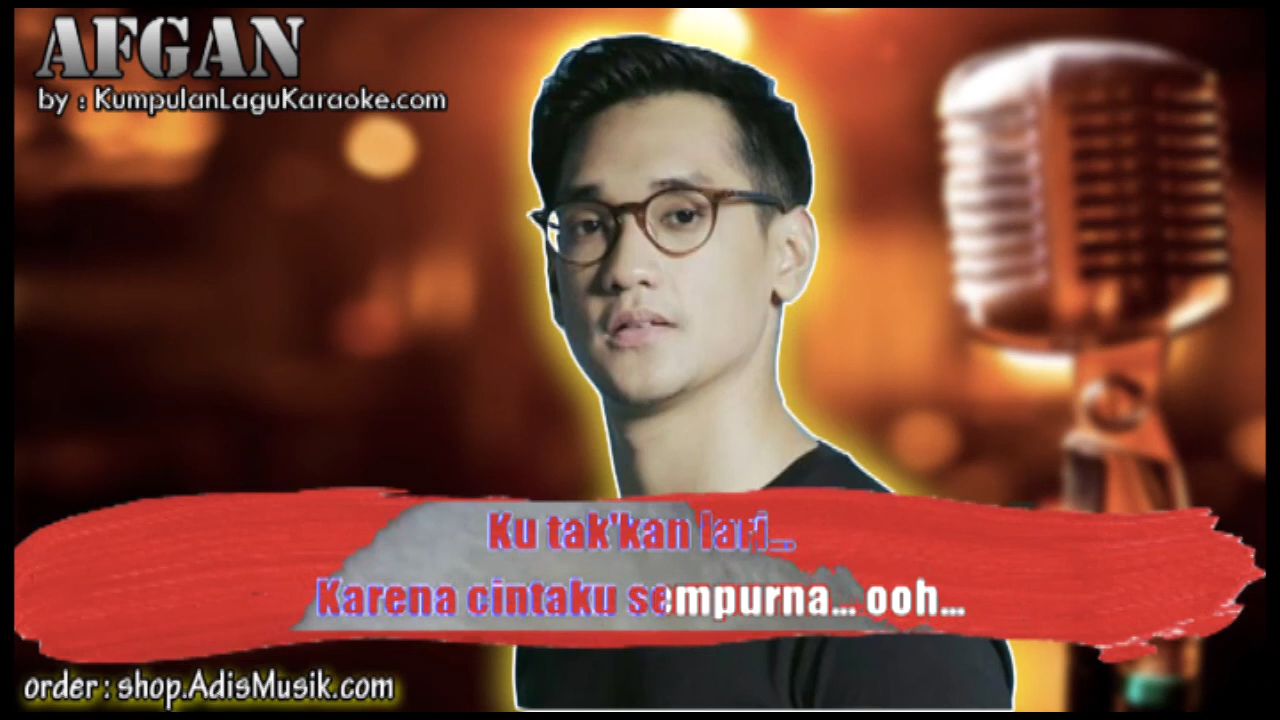 AFGAN
by : KumpulanLaguKaraoke.com
Ku tak'kan lari...
Karena cintaku sempurna... ooh...
order : shop.AdisMusik.com